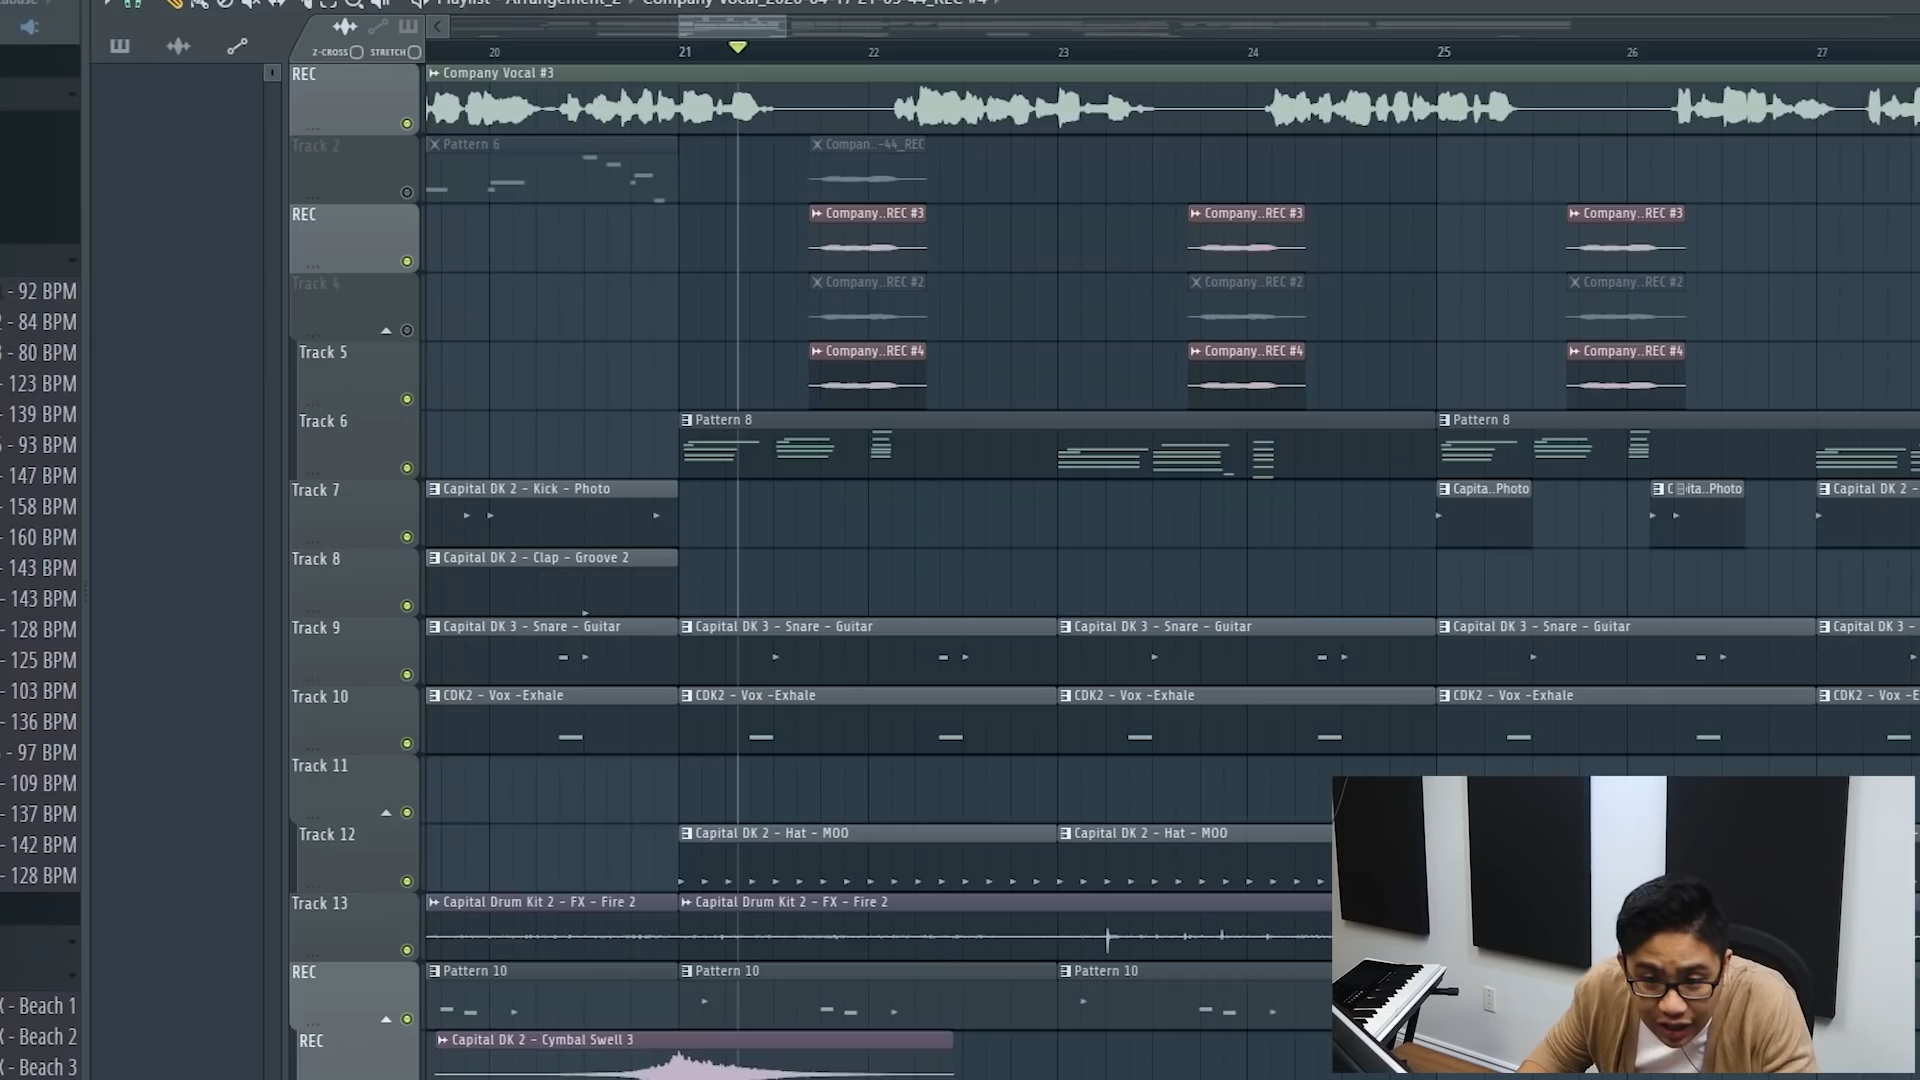 Playlist - Arrangement_2 › Company Vocal_2020-04-17 21-03-44_REC #4 ›
Z-CROSS STRETCH
20 21 22 23 24 25 26 27
REC Company Vocal #3
Track 2 Pattern 6 Compan..-44_REC
REC Company..REC #3 Company..REC #3 Company..REC #3
Track 4 Company..REC #2 Company..REC #2 Company..REC #2
- 92 BPM
- 84 BPM
- 80 BPM
- 123 BPM
- 139 BPM
- 93 BPM
- 147 BPM
- 158 BPM
- 160 BPM
- 143 BPM
- 143 BPM
- 128 BPM
- 125 BPM
- 103 BPM
- 136 BPM
- 97 BPM
- 109 BPM
- 137 BPM
- 142 BPM
- 128 BPM
- Beach 1
- Beach 2
- Beach 3
Track 5 Company..REC #4 Company..REC #4 Company..REC #4
Track 6 Pattern 8 Pattern 8
Track 7 Capital DK 2 - Kick - Photo Capita..Photo ita..Photo Capital DK 2 -
Track 8 Capital DK 2 - Clap - Groove 2
Track 9 Capital DK 3 - Snare - Guitar Capital DK 3 - Snare - Guitar Capital DK 3 - Snare - Guitar Capital DK 3 - Snare - Guitar Capital DK 3 -
Track 10 CDK2 - Vox -Exhale CDK2 - Vox -Exhale CDK2 - Vox -Exhale CDK2 - Vox -Exhale CDK2 - Vox -E
Track 11
Track 12 Capital DK 2 - Hat - MOO Capital DK 2 - Hat - MOO
Track 13 Capital Drum Kit 2 - FX - Fire 2 Capital Drum Kit 2 - FX - Fire 2
REC Pattern 10 Pattern 10 Pattern 10
REC Capital DK 2 - Cymbal Swell 3